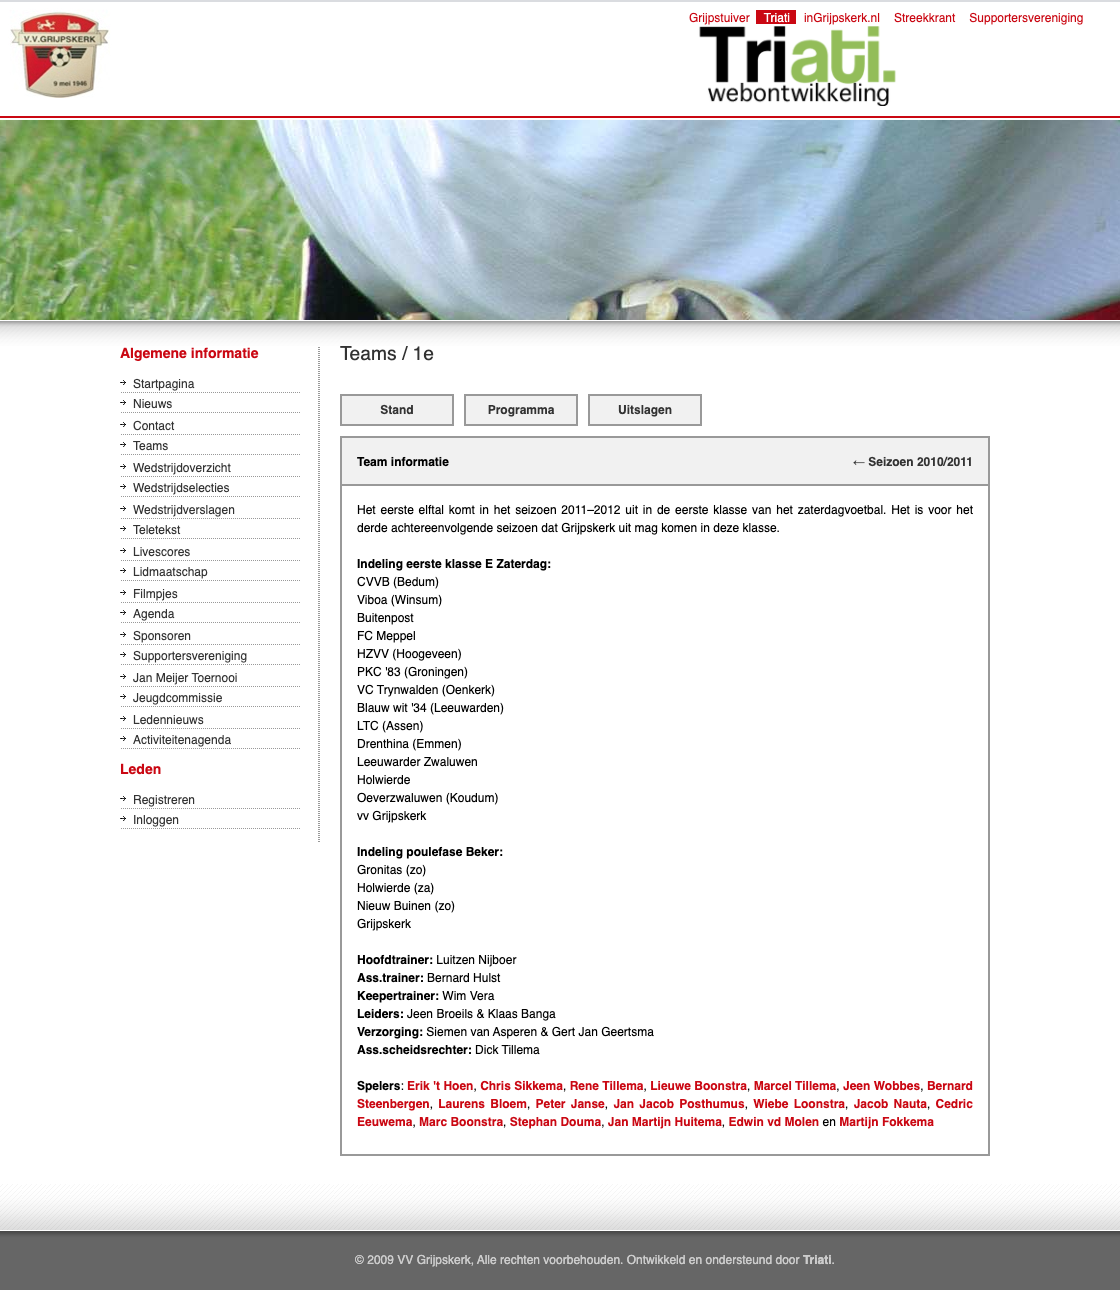 V.V.GRIJPSKERK
9 mei 1946
Grijpstuiver Triati inGrijpskerk.nl Streekkrant Supportersvereniging
Triati.
webontwikkeling
Algemene informatie
Startpagina
Nieuws
Contact
Teams
Wedstrijdoverzicht
Wedstrijdselecties
Wedstrijdverslagen
Teletekst
Livescores
Lidmaatschap
Filmpjes
Agenda
Sponsoren
Supportersvereniging
Jan Meijer Toernooi
Jeugdcommissie
Ledennieuws
Activiteitenagenda
Leden
Registreren
Inloggen
Teams / 1e
Stand Programma Uitslagen
Team informatie ← Seizoen 2010/2011
Het eerste elftal komt in het seizoen 2011–2012 uit in de eerste klasse van het zaterdagvoetbal. Het is voor het
derde achtereenvolgende seizoen dat Grijpskerk uit mag komen in deze klasse.
Indeling eerste klasse E Zaterdag:
CVVB (Bedum)
Viboa (Winsum)
Buitenpost
FC Meppel
HZVV (Hoogeveen)
PKC '83 (Groningen)
VC Trynwalden (Oenkerk)
Blauw wit '34 (Leeuwarden)
LTC (Assen)
Drenthina (Emmen)
Leeuwarder Zwaluwen
Holwierde
Oeverzwaluwen (Koudum)
vv Grijpskerk
Indeling poulefase Beker:
Gronitas (zo)
Holwierde (za)
Nieuw Buinen (zo)
Grijpskerk
Hoofdtrainer: Luitzen Nijboer
Ass.trainer: Bernard Hulst
Keepertrainer: Wim Vera
Leiders: Jeen Broeils & Klaas Banga
Verzorging: Siemen van Asperen & Gert Jan Geertsma
Ass.scheidsrechter: Dick Tillema
Spelers: Erik 't Hoen, Chris Sikkema, Rene Tillema, Lieuwe Boonstra, Marcel Tillema, Jeen Wobbes, Bernard
Steenbergen, Laurens Bloem, Peter Janse, Jan Jacob Posthumus, Wiebe Loonstra, Jacob Nauta, Cedric
Eeuwema, Marc Boonstra, Stephan Douma, Jan Martijn Huitema, Edwin vd Molen en Martijn Fokkema
© 2009 VV Grijpskerk, Alle rechten voorbehouden. Ontwikkeld en ondersteund door Triati.